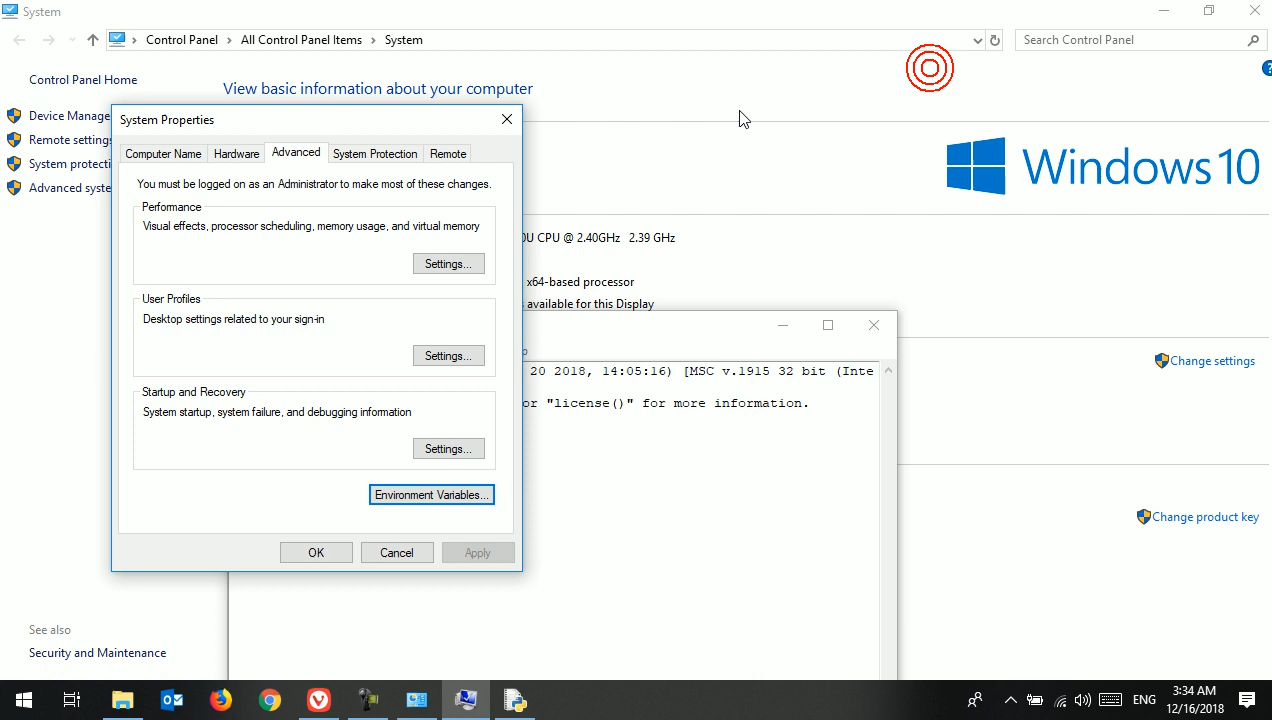 System
Control Panel
All Control Panel Items
System
Search Control Panel
Control Panel Home
View basic information about your computer
Device Manage
Remote settings
System protecti
Advanced syste
Windows 10
System Properties
Computer Name
Hardware
Advanced
System Protection
Remote
You must be logged on as an Administrator to make most of these changes.
Performance
Visual effects, processor scheduling, memory usage, and virtual memory
Settings...
User Profiles
Desktop settings related to your sign-in
Settings...
Startup and Recovery
System startup, system failure, and debugging information
Settings...
Environment Variables...
OK
Cancel
Apply
0U CPU @ 2.40GHz 2.39 GHz
x64-based processor
available for this Display
20 2018, 14:05:16) [MSC v.1915 32 bit (Inte
or "license()" for more information.
Change settings
Change product key
See also
Security and Maintenance
ENG
3:34 AM
12/16/2018